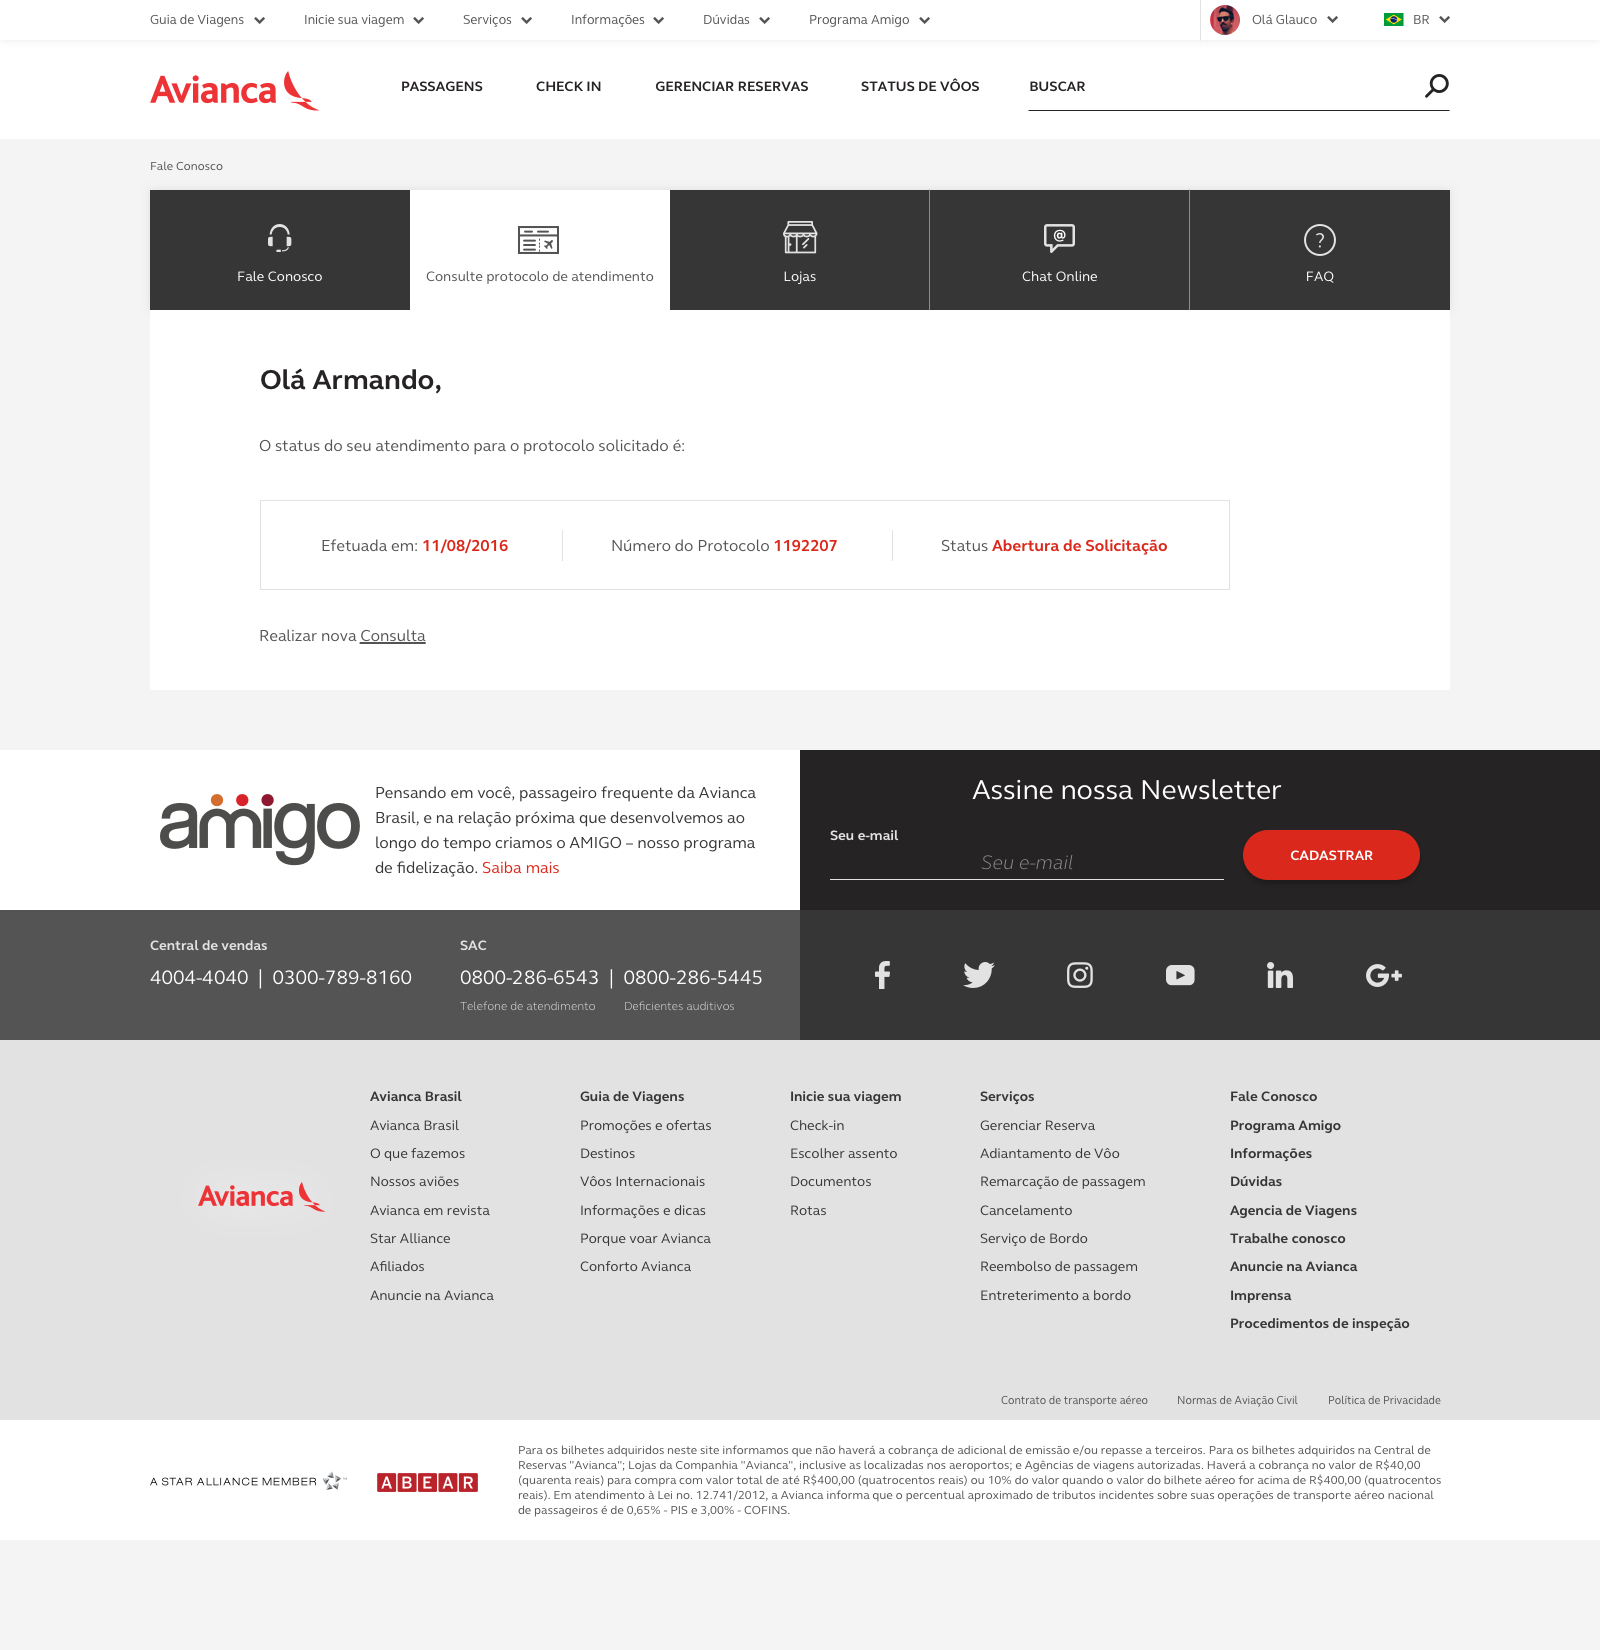 Guia de Viagens Inicie sua viagem Serviços Informações Dúvidas Programa Amigo Olá Glauco BR
Avianca PASSAGENS CHECK IN GERENCIAR RESERVAS STATUS DE VÔOS BUSCAR
Fale Conosco
Fale Conosco Consulte protocolo de atendimento Lojas Chat Online FAQ
Olá Armando,
O status do seu atendimento para o protocolo solicitado é:
Efetuada em: 11/08/2016 Número do Protocolo 1192207 Status Abertura de Solicitação
Realizar nova Consulta
amigo
Pensando em você, passageiro frequente da Avianca
Brasil, e na relação próxima que desenvolvemos ao
longo do tempo criamos o AMIGO – nosso programa
de fidelização. Saiba mais
Assine nossa Newsletter
Seu e-mail
Seu e-mail
CADASTRAR
Central de vendas
4004-4040 | 0300-789-8160
SAC
0800-286-6543 | 0800-286-5445
Telefone de atendimento Deficientes auditivos
Avianca
Avianca Brasil
Avianca Brasil
O que fazemos
Nossos aviões
Avianca em revista
Star Alliance
Afiliados
Anuncie na Avianca
Guia de Viagens
Promoções e ofertas
Destinos
Vôos Internacionais
Informações e dicas
Porque voar Avianca
Conforto Avianca
Inicie sua viagem
Check-in
Escolher assento
Documentos
Rotas
Serviços
Gerenciar Reserva
Adiantamento de Vôo
Remarcação de passagem
Cancelamento
Serviço de Bordo
Reembolso de passagem
Entreterimento a bordo
Fale Conosco
Programa Amigo
Informações
Dúvidas
Agencia de Viagens
Trabalhe conosco
Anuncie na Avianca
Imprensa
Procedimentos de inspeção
Contrato de transporte aéreo Normas de Aviação Civil Política de Privacidade
A STAR ALLIANCE MEMBER
ABEAR
Para os bilhetes adquiridos neste site informamos que não haverá a cobrança de adicional de emissão e/ou repasse a terceiros. Para os bilhetes adquiridos na Central de
Reservas "Avianca"; Lojas da Companhia "Avianca", inclusive as localizadas nos aeroportos; e Agências de viagens autorizadas. Haverá a cobrança no valor de R$40,00
(quarenta reais) para compra com valor total de até R$400,00 (quatrocentos reais) ou 10% do valor quando o valor do bilhete aéreo for acima de R$400,00 (quatrocentos
reais). Em atendimento à Lei no. 12.741/2012, a Avianca informa que o percentual aproximado de tributos incidentes sobre suas operações de transporte aéreo nacional
de passageiros é de 0,65% - PIS e 3,00% - COFINS.